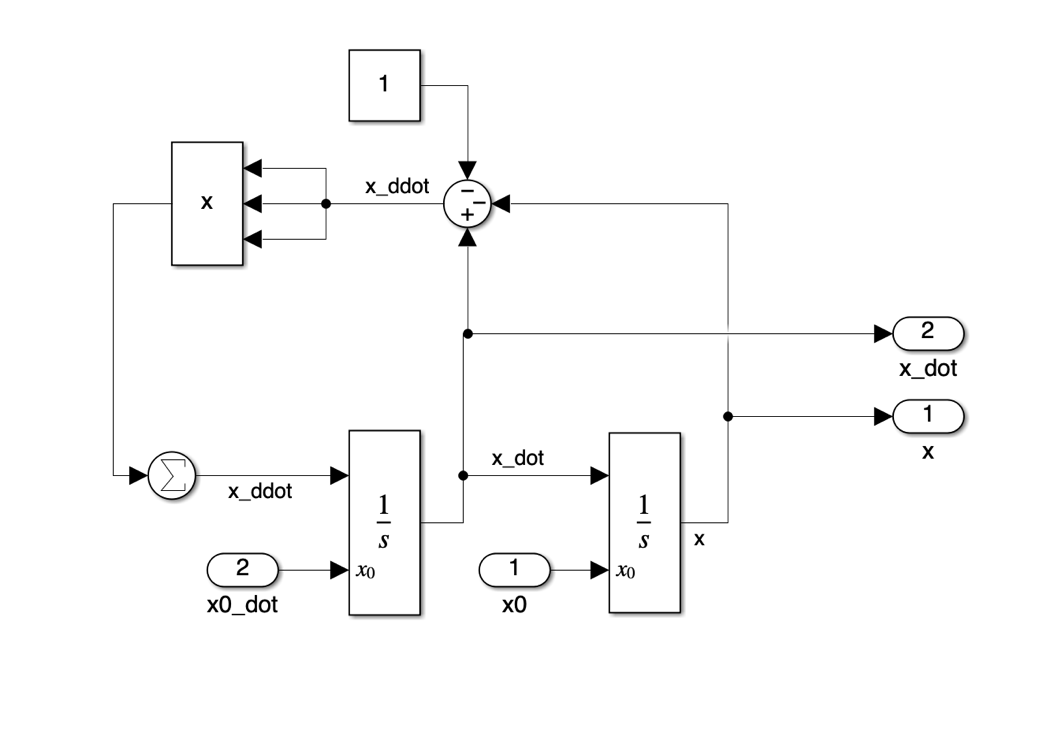 1
x
x_ddot
−
−
+
2
x_dot
1
x
Σ
x_ddot
1
s
x0
x_dot
1
s
x0
x
2
x0_dot
1
x0